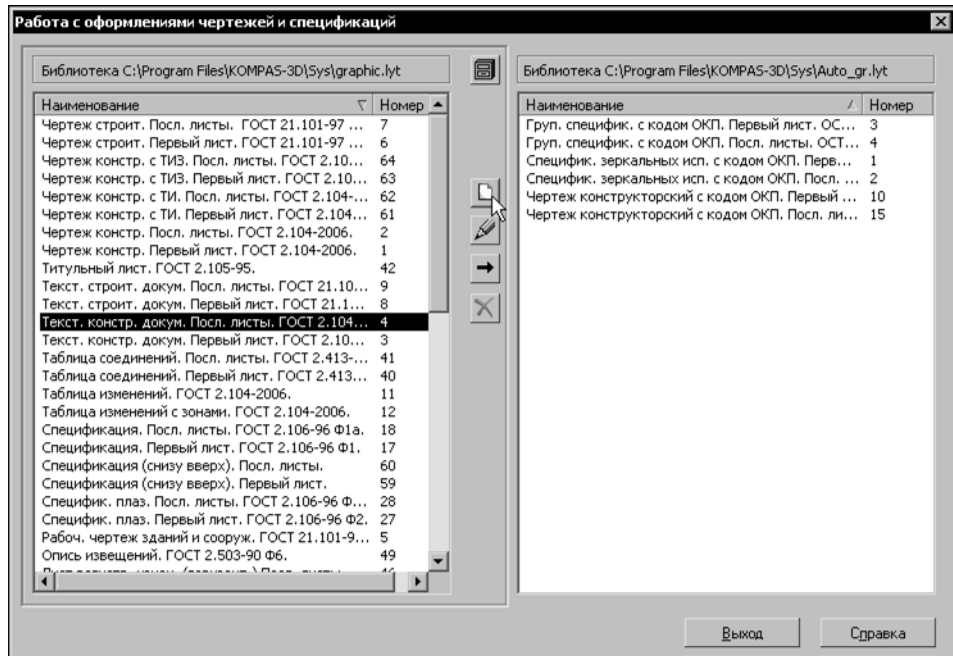 Работа с оформлениями чертежей и спецификаций
Библиотека C:\Program Files\KOMPAS-3D\Sys\graphic.lyt
Наименование Номер
Чертеж строит. Посл. листы. ГОСТ 21.101-97 ... 7
Чертеж строит. Первый лист. ГОСТ 21.101-97 ... 6
Чертеж констр. с ТИЗ. Посл. листы. ГОСТ 2.10... 64
Чертеж констр. с ТИЗ. Первый лист. ГОСТ 2.10... 63
Чертеж констр. с ТИ. Посл. листы. ГОСТ 2.104-... 62
Чертеж констр. с ТИ. Первый лист. ГОСТ 2.104... 61
Чертеж констр. Посл. листы. ГОСТ 2.104-2006. 2
Чертеж констр. Первый лист. ГОСТ 2.104-2006. 1
Титульный лист. ГОСТ 2.105-95. 42
Текст. строит. докум. Посл. листы. ГОСТ 21.10... 9
Текст. строит. докум. Первый лист. ГОСТ 21.1... 8
Текст. констр. докум. Посл. листы. ГОСТ 2.104... 4
Текст. констр. докум. Первый лист. ГОСТ 2.10... 3
Таблица соединений. Посл. листы. ГОСТ 2.413-... 41
Таблица соединений. Первый лист. ГОСТ 2.413... 40
Таблица изменений. ГОСТ 2.104-2006. 11
Таблица изменений с зонами. ГОСТ 2.104-2006. 12
Спецификация. Посл. листы. ГОСТ 2.106-96 Ф1а. 18
Спецификация. Первый лист. ГОСТ 2.106-96 Ф1. 17
Спецификация (снизу вверх). Посл. листы. 60
Спецификация (снизу вверх). Первый лист. 59
Специфик. плаз. Посл. листы. ГОСТ 2.106-96 Ф... 28
Специфик. плаз. Первый лист. ГОСТ 2.106-96 Ф2. 27
Рабоч. чертеж зданий и сооруж. ГОСТ 21.101-9... 5
Опись извещений. ГОСТ 2.503-90 Ф6. 49
Библиотека C:\Program Files\KOMPAS-3D\Sys\Auto_gr.lyt
Наименование Номер
Груп. специфик. с кодом ОКП. Первый лист. ОС... 3
Груп. специфик. с кодом ОКП. Посл. листы. ОСТ... 4
Специфик. зеркальных исп. с кодом ОКП. Перв... 1
Специфик. зеркальных исп. с кодом ОКП. Посл. ... 2
Чертеж конструкторский с кодом ОКП. Первый ... 10
Чертеж конструкторский с кодом ОКП. Посл. ли... 15
Выход
Справка